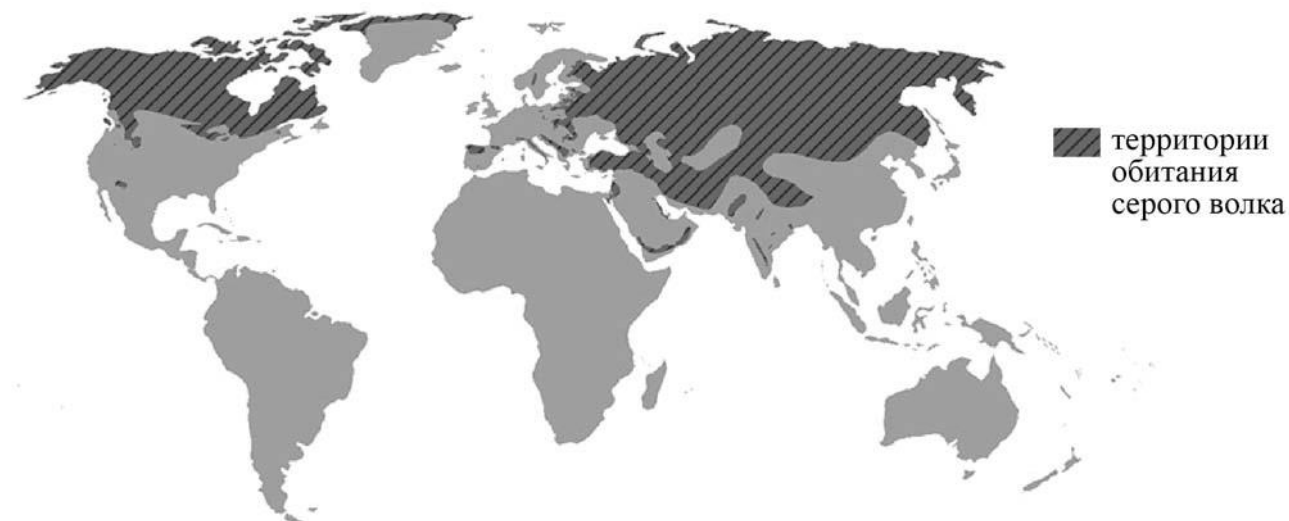 территории
обитания
серого волка